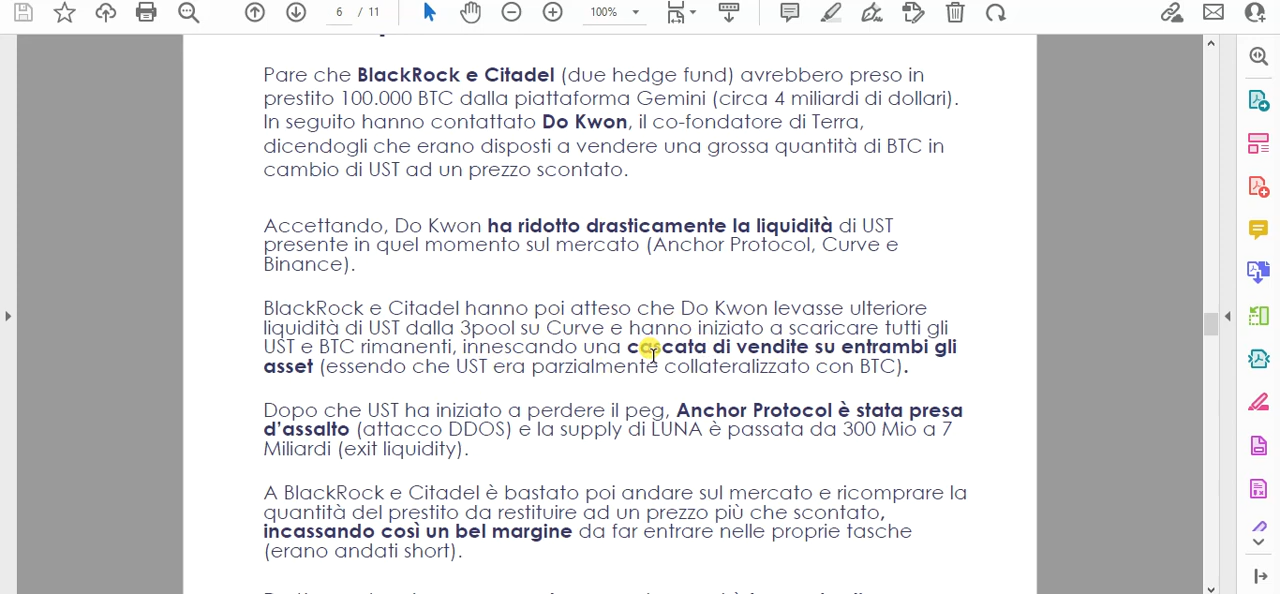 6 / 11
100%
Pare che BlackRock e Citadel (due hedge fund) avrebbero preso in
prestito 100.000 BTC dalla piattaforma Gemini (circa 4 miliardi di dollari).
In seguito hanno contattato Do Kwon, il co-fondatore di Terra,
dicendogli che erano disposti a vendere una grossa quantità di BTC in
cambio di UST ad un prezzo scontato.
Accettando, Do Kwon ha ridotto drasticamente la liquidità di UST
presente in quel momento sul mercato (Anchor Protocol, Curve e
Binance).
BlackRock e Citadel hanno poi atteso che Do Kwon levasse ulteriore
liquidità di UST dalla 3pool su Curve e hanno iniziato a scaricare tutti gli
UST e BTC rimanenti, innescando una cascata di vendite su entrambi gli
asset (essendo che UST era parzialmente collateralizzato con BTC).
Dopo che UST ha iniziato a perdere il peg, Anchor Protocol è stata presa
d’assalto (attacco DDOS) e la supply di LUNA è passata da 300 Mio a 7
Miliardi (exit liquidity).
A BlackRock e Citadel è bastato poi andare sul mercato e ricomprare la
quantità del prestito da restituire ad un prezzo più che scontato,
incassando così un bel margine da far entrare nelle proprie tasche
(erano andati short).